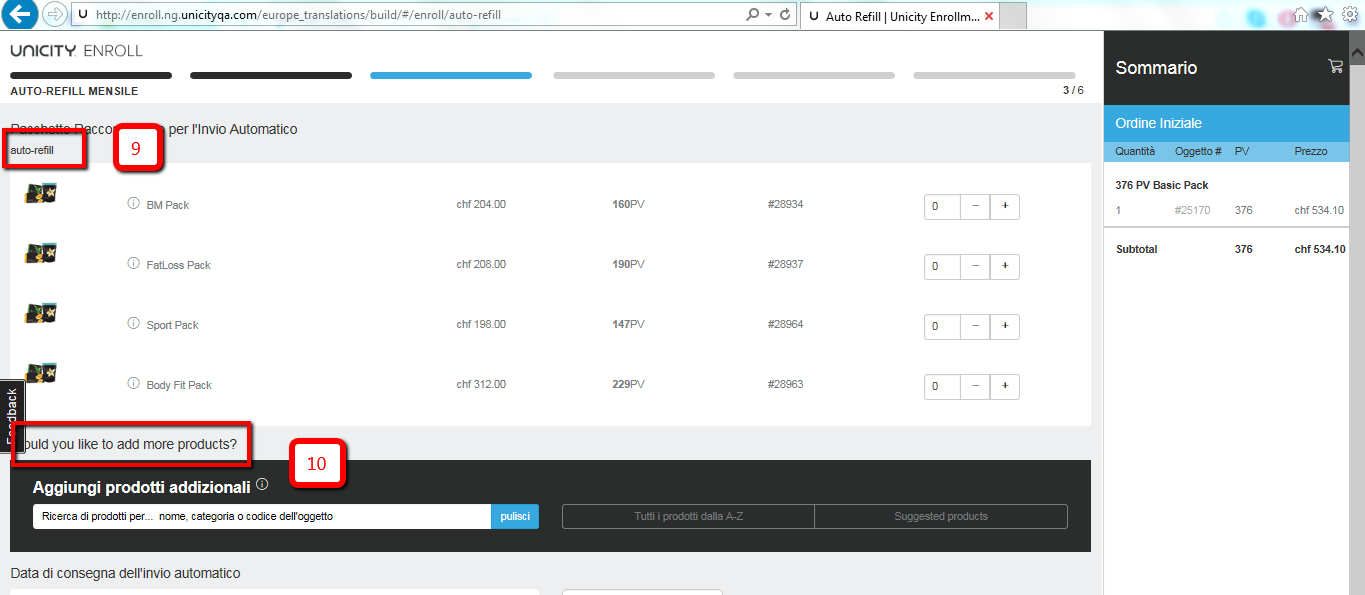 http://enroll.ng.unicityqa.com/europe_translations/build/#/enroll/auto-refill
U Auto Refill | Unicity Enrollm...
UNICITY ENROLL
AUTO-REFILL MENSILE
3 / 6
per l'Invio Automatico
auto-refill
9
BM Pack chf 204.00 160PV #28934 0 − +
FatLoss Pack chf 208.00 190PV #28937 0 − +
Sport Pack chf 198.00 147PV #28964 0 − +
Body Fit Pack chf 312.00 229PV #28963 0 − +
Feedback
you like to add more products?
10
Aggiungi prodotti addizionali
Ricerca di prodotti per... nome, categoria o codice dell'oggetto pulisci Tutti i prodotti dalla A-Z Suggested products
Data di consegna dell'invio automatico
Sommario
Ordine Iniziale
Quantità Oggetto # PV Prezzo
376 PV Basic Pack
1 #25170 376 chf 534.10
Subtotal 376 chf 534.10